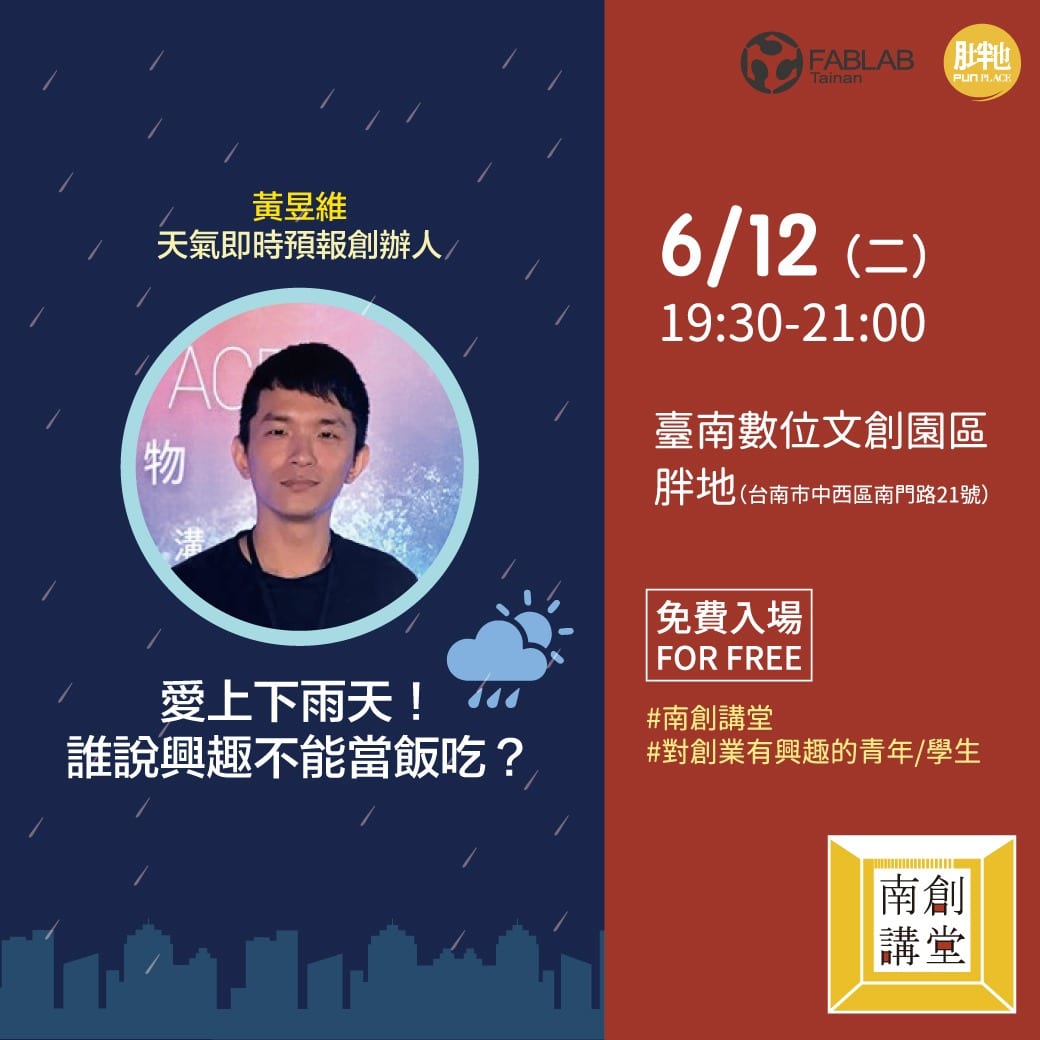 FABLAB
Tainan
胖地
PUN PLACE
黃昱維
天氣即時預報創辦人
AC
物
溝
愛上下雨天！
誰說興趣不能當飯吃？
6/12（二）
19:30-21:00
臺南數位文創園區
胖地（台南市中西區南門路21號）
免費入場
FOR FREE
#南創講堂
#對創業有興趣的青年/學生
南創
講堂